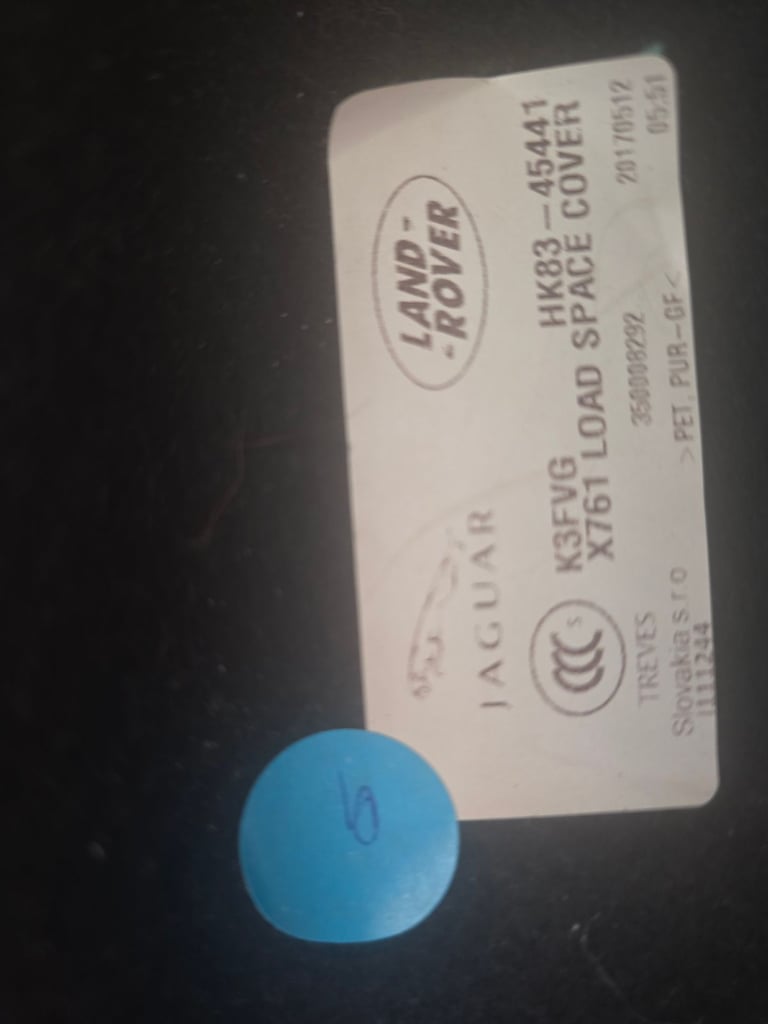 JAGUAR
LAND-
-ROVER
CCC S
K3FVG HK83-45441
X761 LOAD SPACE COVER
TREVES 350008292 20170512
Slovakia s.r.o >PET, PUR-GF< 05:51
1111244
5